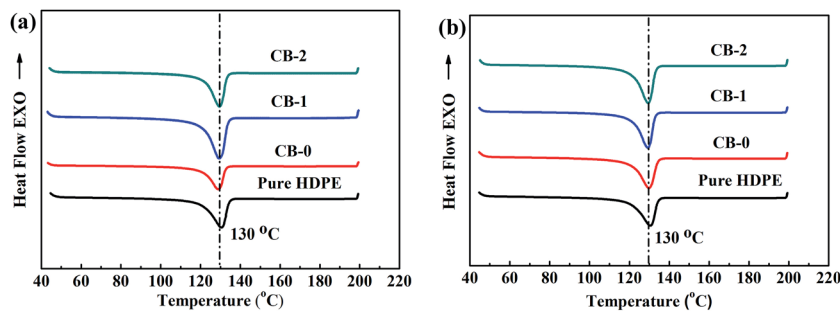 (a)
Heat Flow EXO
CB-2
CB-1
CB-0
Pure HDPE
130 °C
40 60 80 100 120 140 160 180 200 220
Temperature (°C)
(b)
Heat Flow EXO
CB-2
CB-1
CB-0
Pure HDPE
130 °C
40 60 80 100 120 140 160 180 200 220
Temperature (°C)